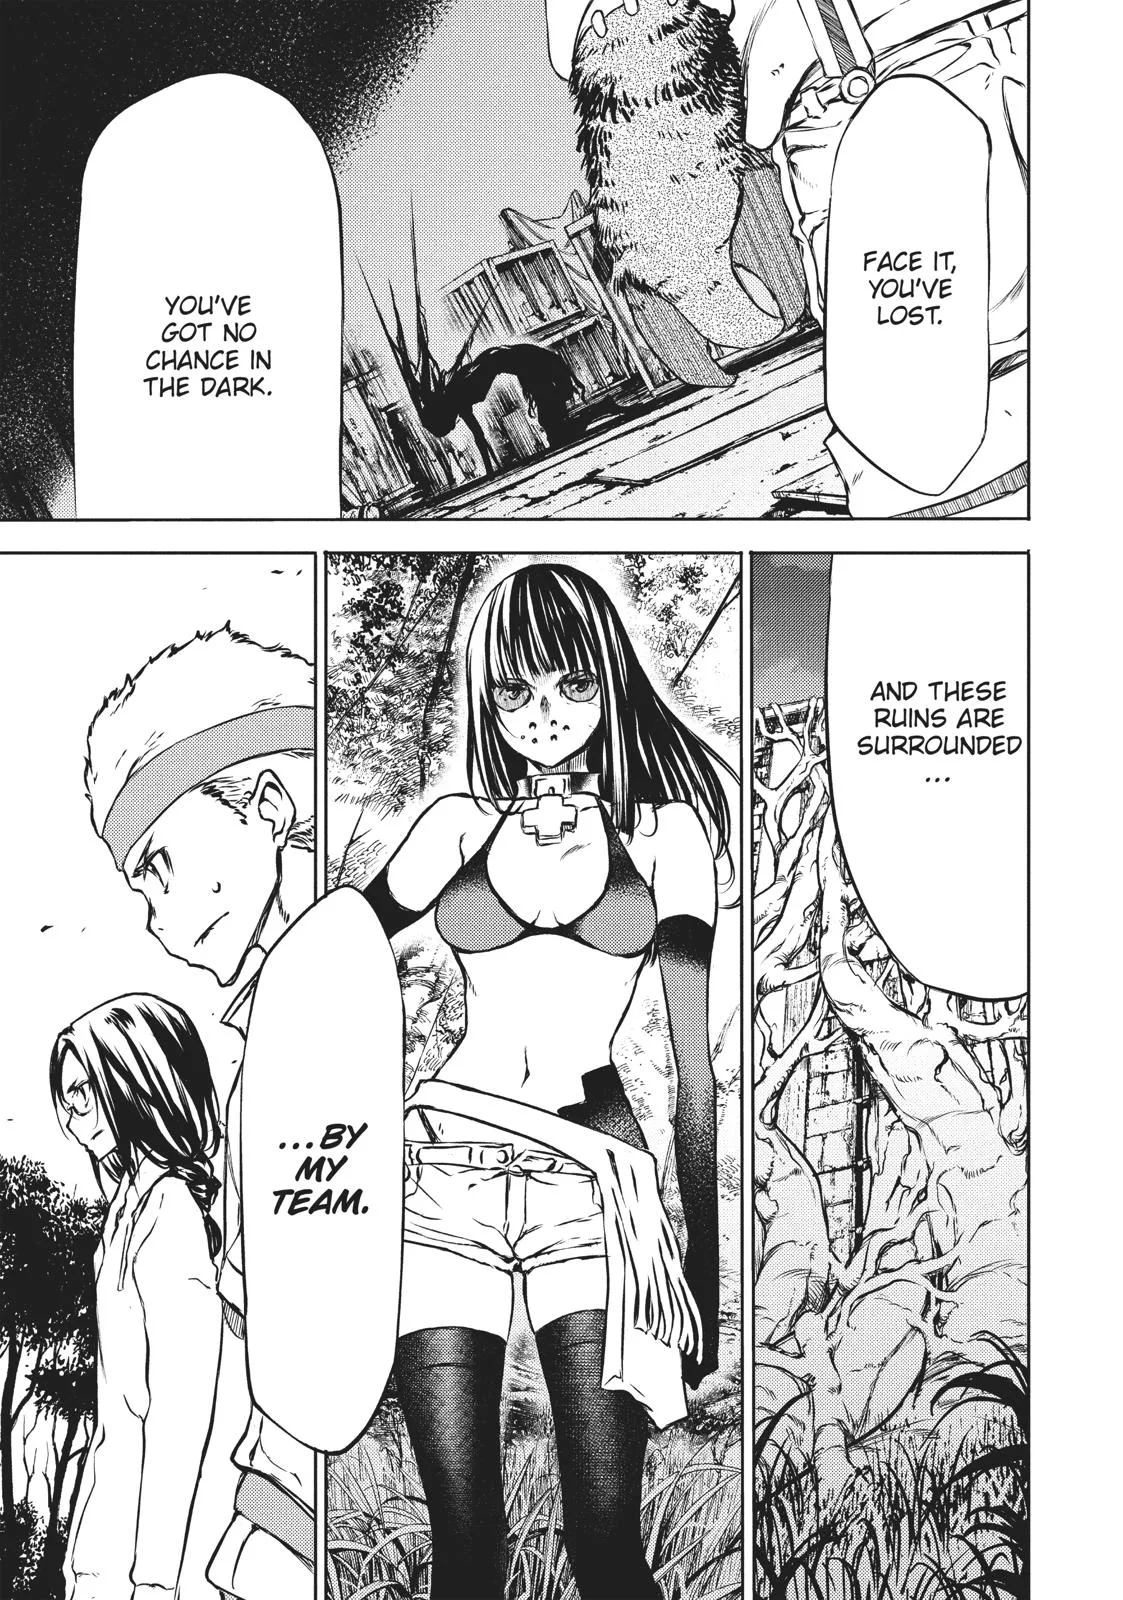 FACE IT,
YOU'VE
LOST.
YOU'VE
GOT NO
CHANCE IN
THE DARK.
AND THESE
RUINS ARE
SURROUNDED
...
...BY
MY
TEAM.